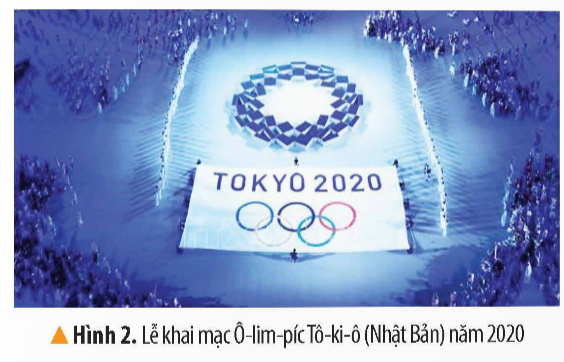 TOKYO 2020
▲ Hình 2. Lễ khai mạc Ô-lim-píc Tô-ki-ô (Nhật Bản) năm 2020